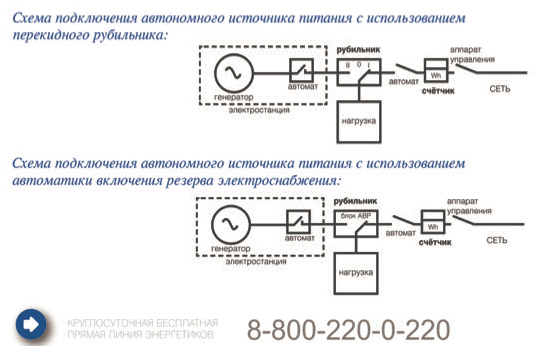 Схема подключения автономного источника питания с использованием
перекидного рубильника:
рубильник
II 0 I
аппарат
управления
автомат
автомат
Wh
счётчик
СЕТЬ
генератор
электростанция
нагрузка
Схема подключения автономного источника питания с использованием
автоматики включения резерва электроснабжения:
рубильник
блок АВР
аппарат
управления
автомат
автомат
Wh
счётчик
СЕТЬ
генератор
электростанция
нагрузка
КРУГЛОСУТОЧНАЯ БЕСПЛАТНАЯ
ПРЯМАЯ ЛИНИЯ ЭНЕРГЕТИКОВ
8-800-220-0-220